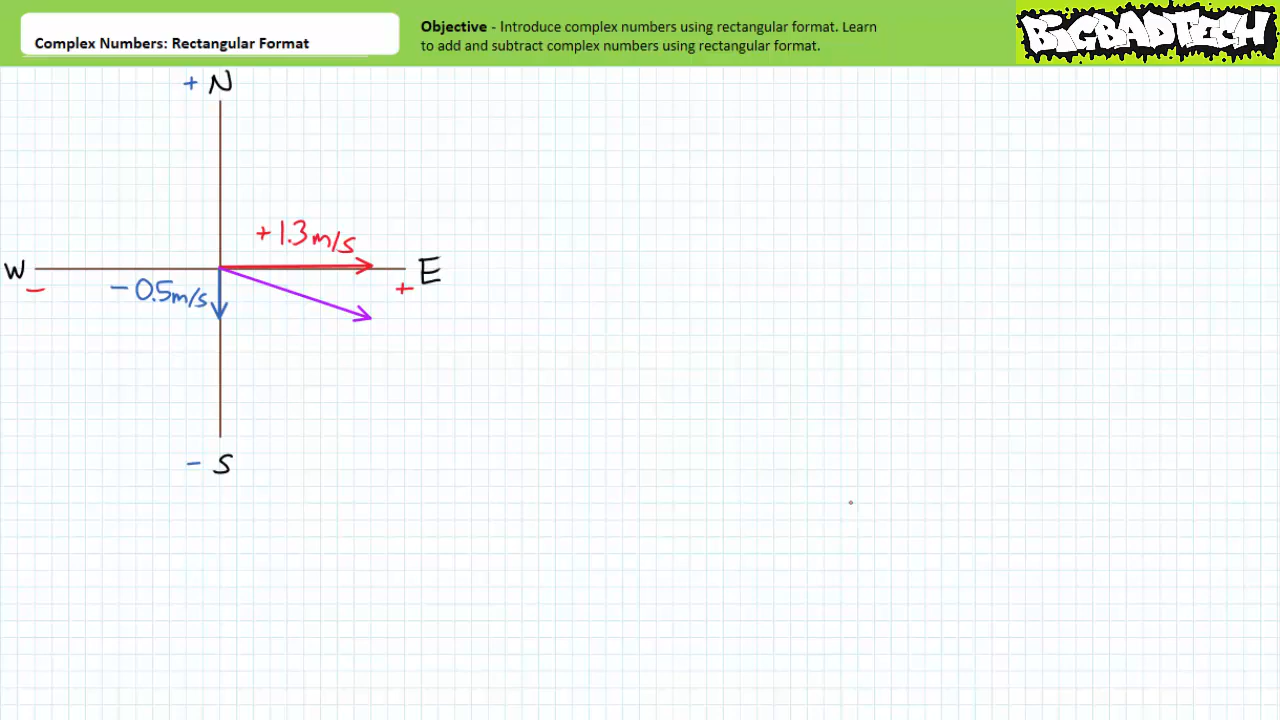 Complex Numbers: Rectangular Format
Objective - Introduce complex numbers using rectangular format. Learn
to add and subtract complex numbers using rectangular format.
BIGBADTECH
+ N
+1.3m/s
W
E
-
-0.5m/s
+
- S